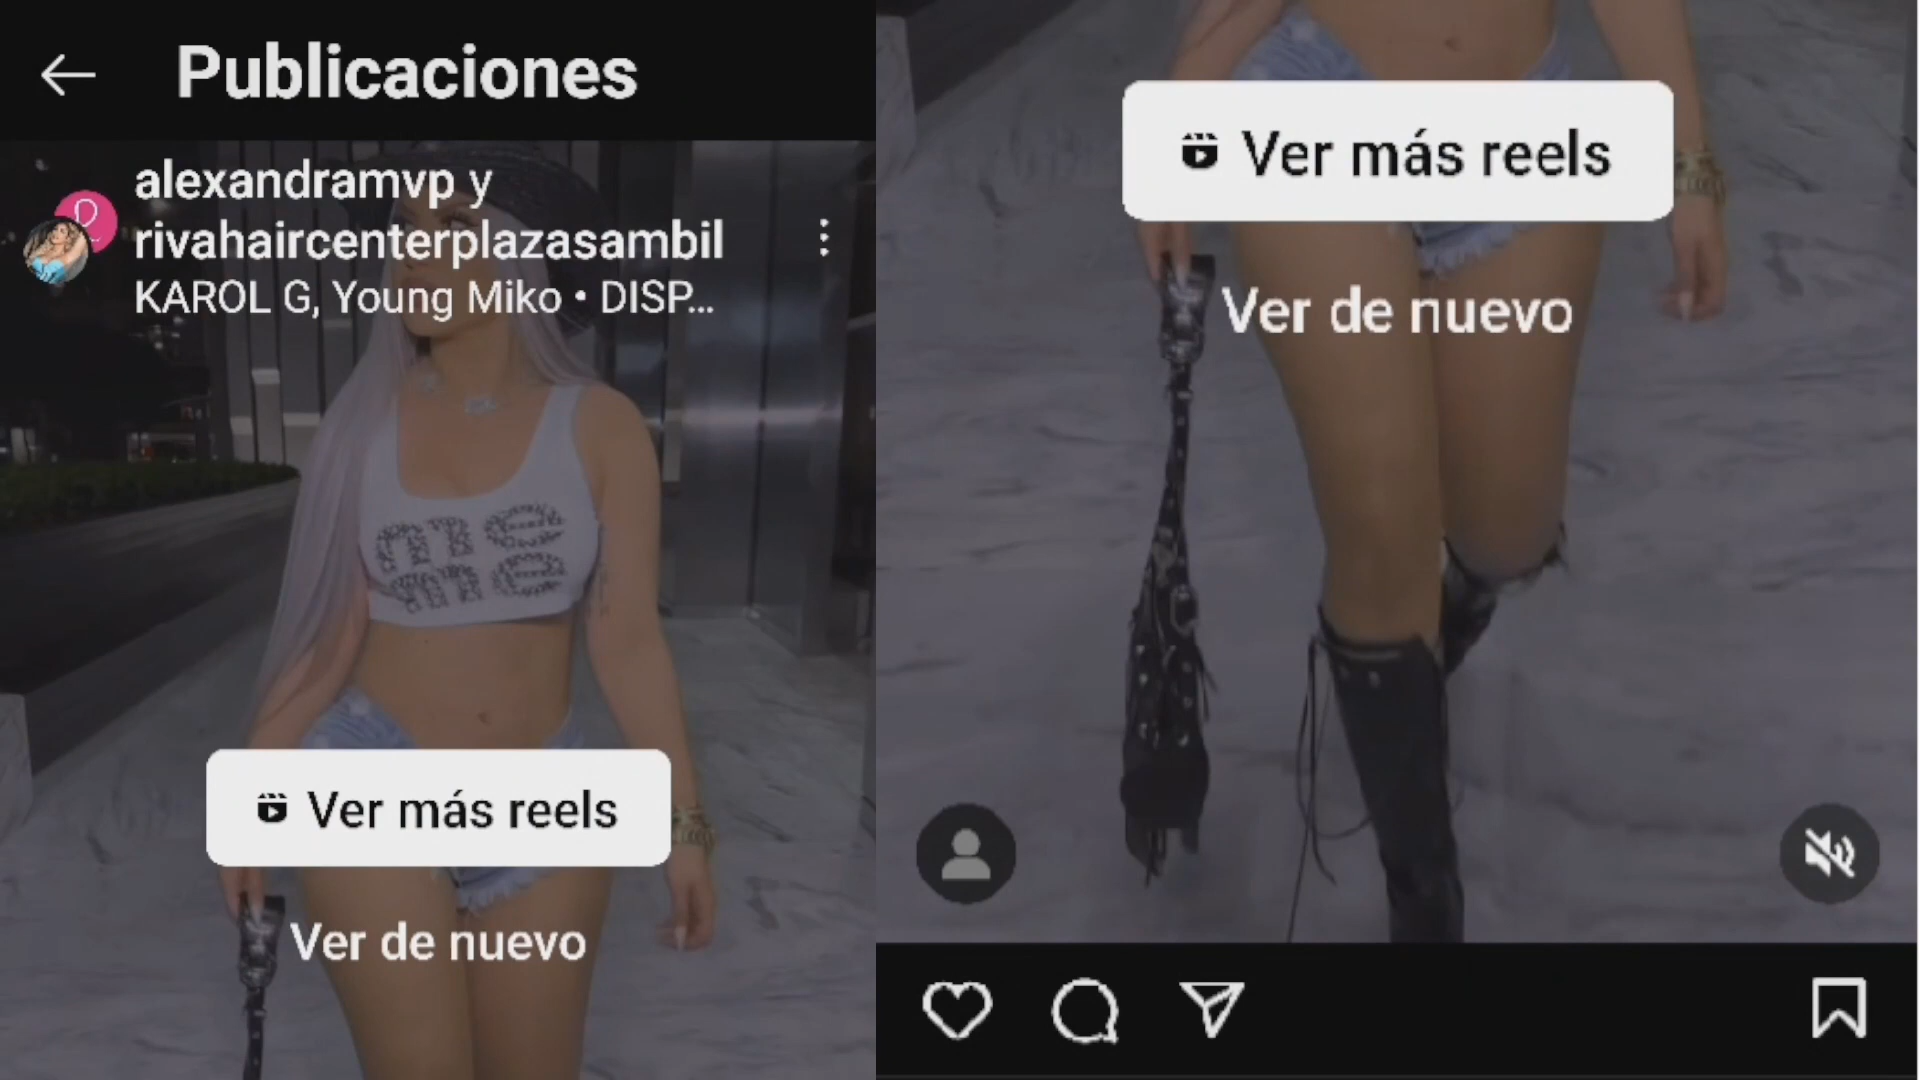 Publicaciones
alexandramvp y
rivahaircenterplazasambil
KAROL G, Young Miko • DISP...
Ver más reels
Ver de nuevo
Ver más reels
Ver de nuevo